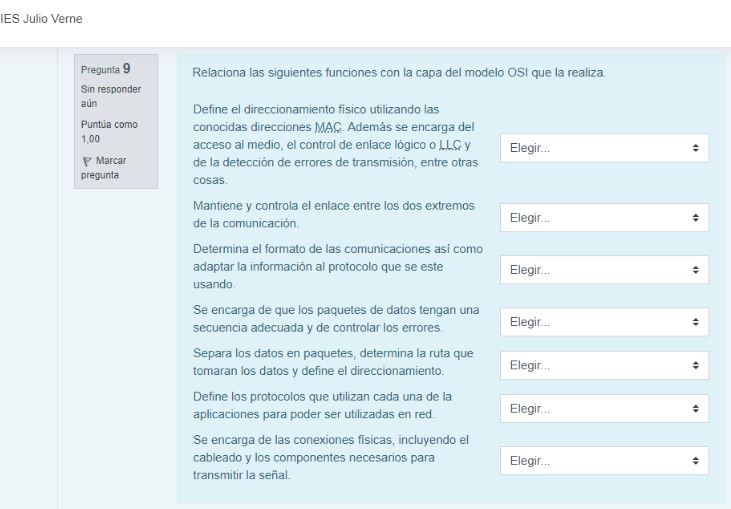 IES Julio Verne
Pregunta 9
Sin responder
aún
Puntúa como
1,00
Marcar
pregunta
Relaciona las siguientes funciones con la capa del modelo OSI que la realiza.
Define el direccionamiento físico utilizando las
conocidas direcciones MAC. Además se encarga del
acceso al medio, el control de enlace lógico o LLC y
de la detección de errores de transmisión, entre otras
cosas.
Elegir...
Mantiene y controla el enlace entre los dos extremos
de la comunicación.
Elegir...
Determina el formato de las comunicaciones así como
adaptar la información al protocolo que se este
usando.
Elegir...
Se encarga de que los paquetes de datos tengan una
secuencia adecuada y de controlar los errores.
Elegir...
Separa los datos en paquetes, determina la ruta que
tomaran los datos y define el direccionamiento.
Elegir...
Define los protocolos que utilizan cada una de la
aplicaciones para poder ser utilizadas en red.
Elegir...
Se encarga de las conexiones físicas, incluyendo el
cableado y los componentes necesarios para
transmitir la señal.
Elegir...